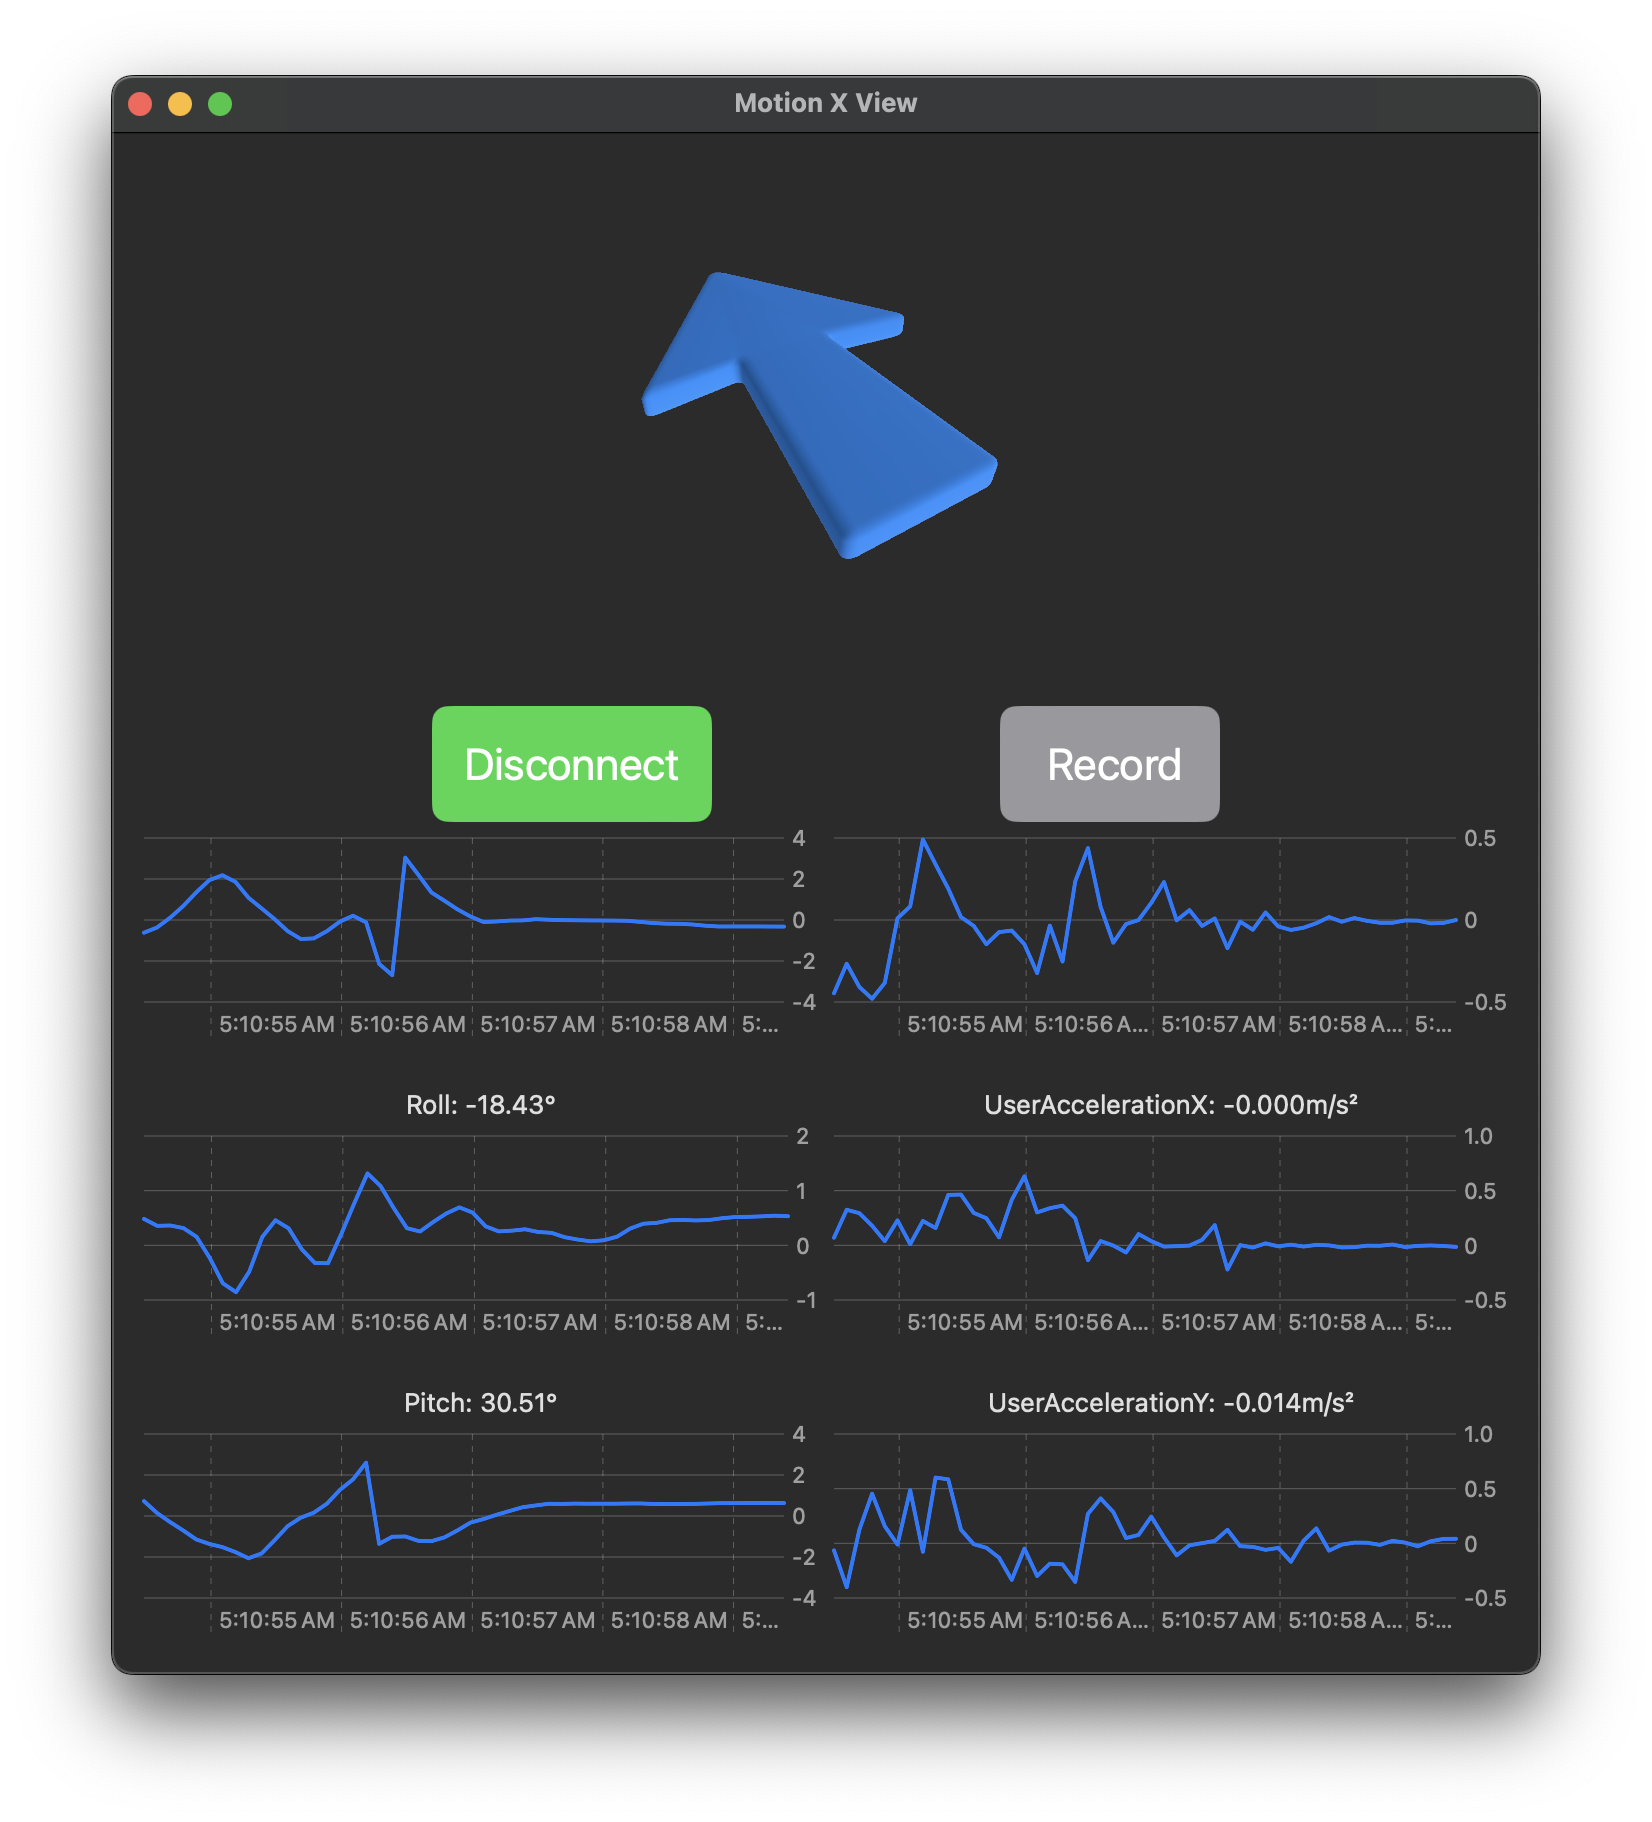 Motion X View
Disconnect
Record
4
2
0
-2
-4
5:10:55 AM 5:10:56 AM 5:10:57 AM 5:10:58 AM 5:...
0.5
0
-0.5
5:10:55 AM 5:10:56 A... 5:10:57 AM 5:10:58 A... 5:...
Roll: -18.43°
UserAccelerationX: -0.000m/s²
2
1
0
-1
5:10:55 AM 5:10:56 AM 5:10:57 AM 5:10:58 AM 5:...
1.0
0.5
0
-0.5
5:10:55 AM 5:10:56 A... 5:10:57 AM 5:10:58 A... 5:...
Pitch: 30.51°
UserAccelerationY: -0.014m/s²
4
2
0
-2
-4
5:10:55 AM 5:10:56 AM 5:10:57 AM 5:10:58 AM 5:...
1.0
0.5
0
-0.5
5:10:55 AM 5:10:56 A... 5:10:57 AM 5:10:58 A... 5:...